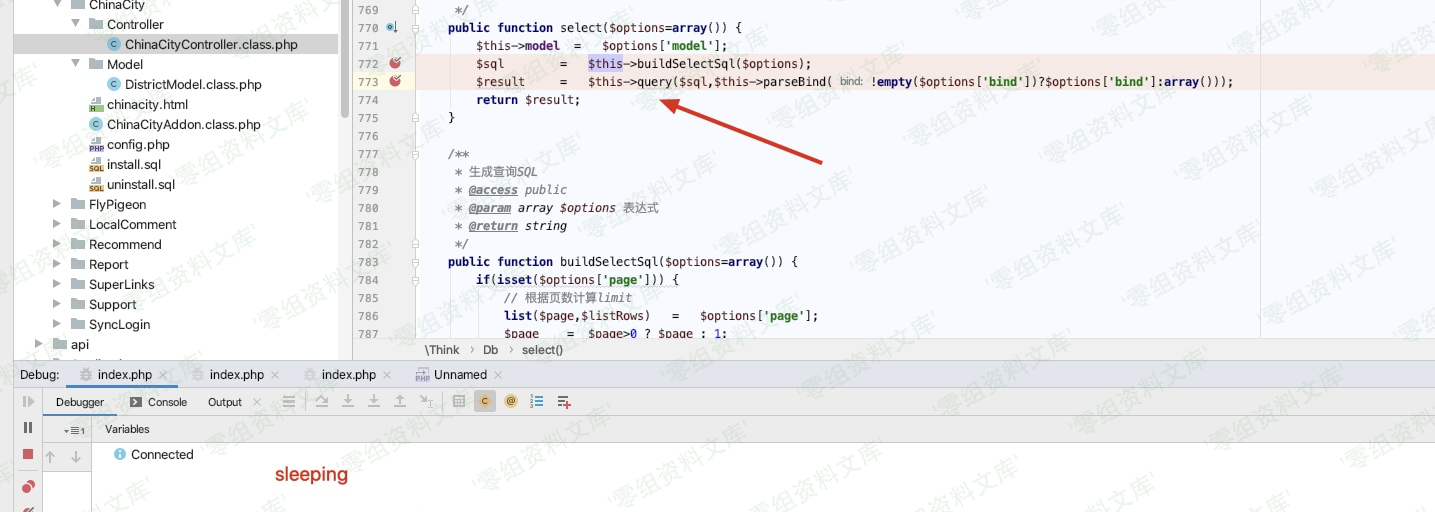 ChinaCity
Controller
ChinaCityController.class.php
Model
DistrictModel.class.php
chinacity.html
ChinaCityAddon.class.php
config.php
install.sql
uninstall.sql
FlyPigeon
LocalComment
Recommend
Report
SuperLinks
Support
SyncLogin
api
769 */
770 public function select($options=array()) {
771 $this->model = $options['model'];
772 $sql = $this->buildSelectSql($options);
773 $result = $this->query($sql,$this->parseBind( bind: !empty($options['bind'])?$options['bind']:array()));
774 return $result;
775 }
776
777 /**
778 * 生成查询SQL
779 * @access public
780 * @param array $options 表达式
781 * @return string
782 */
783 public function buildSelectSql($options=array()) {
784 if(isset($options['page'])) {
785 // 根据页数计算limit
786 list($page,$listRows) = $options['page'];
787 $page = $page>0 ? $page : 1;
\Think › Db › select()
Debug: index.php × index.php × index.php × Unnamed ×
Debugger Console Output ×
Variables
Connected
sleeping
'零组资料文库'